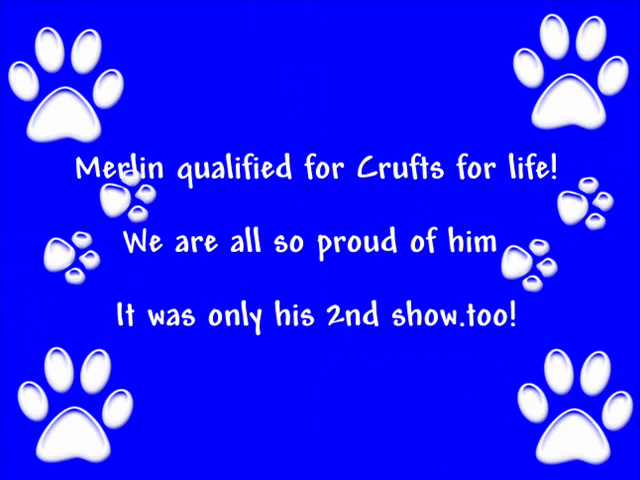 Merlin qualified for Crufts for life!
We are all so proud of him
It was only his 2nd show.too!